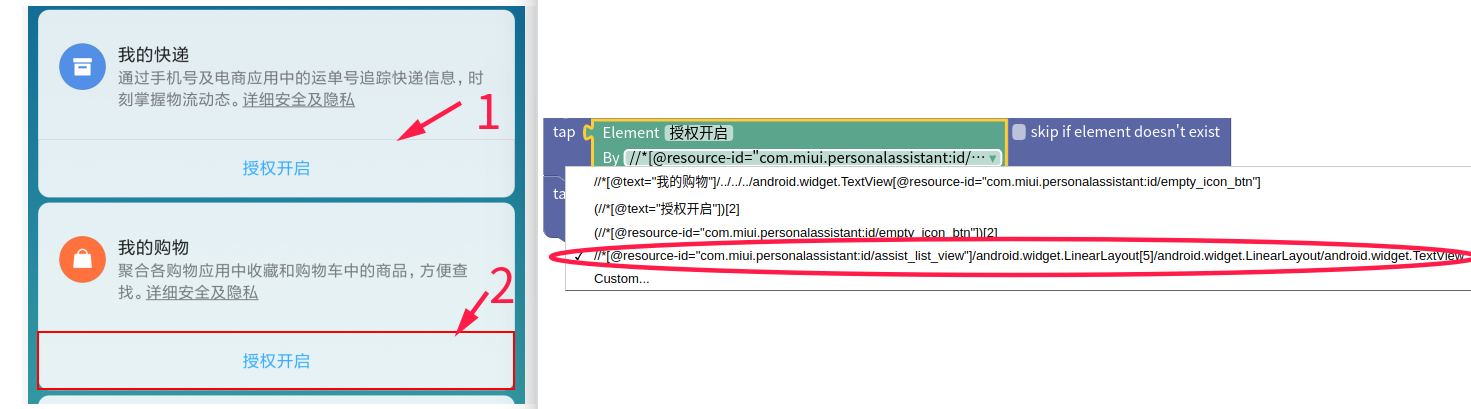 我的快递
通过手机号及电商应用中的运单号追踪快递信息，时
刻掌握物流动态。详细安全及隐私
1
授权开启
我的购物
聚合各购物应用中收藏和购物车中的商品，方便查
找。详细安全及隐私
2
授权开启
tap Element 授权开启 skip if element doesn't exist
By //*[@resource-id="com.miui.personalassistant:id/··· ▾
ta
//*[@text="我的购物"]/../../../android.widget.TextView[@resource-id="com.miui.personalassistant:id/empty_icon_btn"]
(//*[@text="授权开启"])[2]
(//*[@resource-id="com.miui.personalassistant:id/empty_icon_btn"])[2]
✓ //*[@resource-id="com.miui.personalassistant:id/assist_list_view"]/android.widget.LinearLayout[5]/android.widget.LinearLayout/android.widget.TextView
Custom...